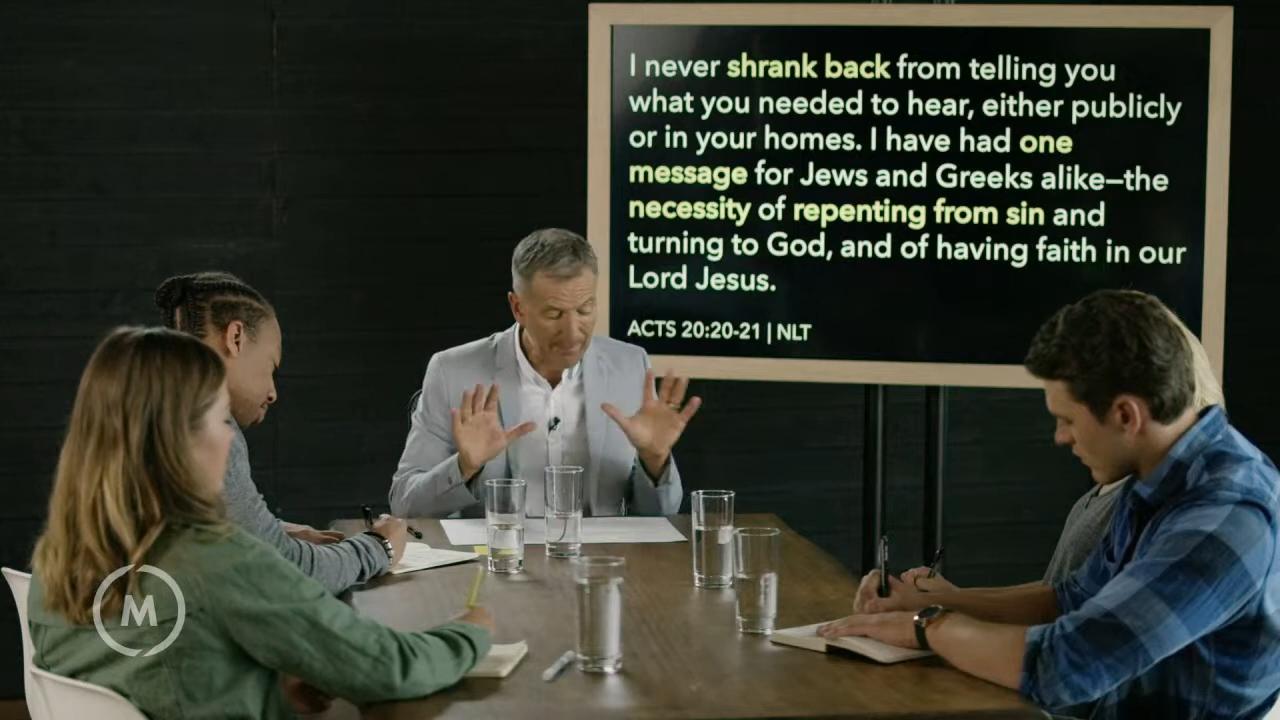 I never shrank back from telling you
what you needed to hear, either publicly
or in your homes. I have had one
message for Jews and Greeks alike—the
necessity of repenting from sin and
turning to God, and of having faith in our
Lord Jesus.
ACTS 20:20-21 | NLT
M